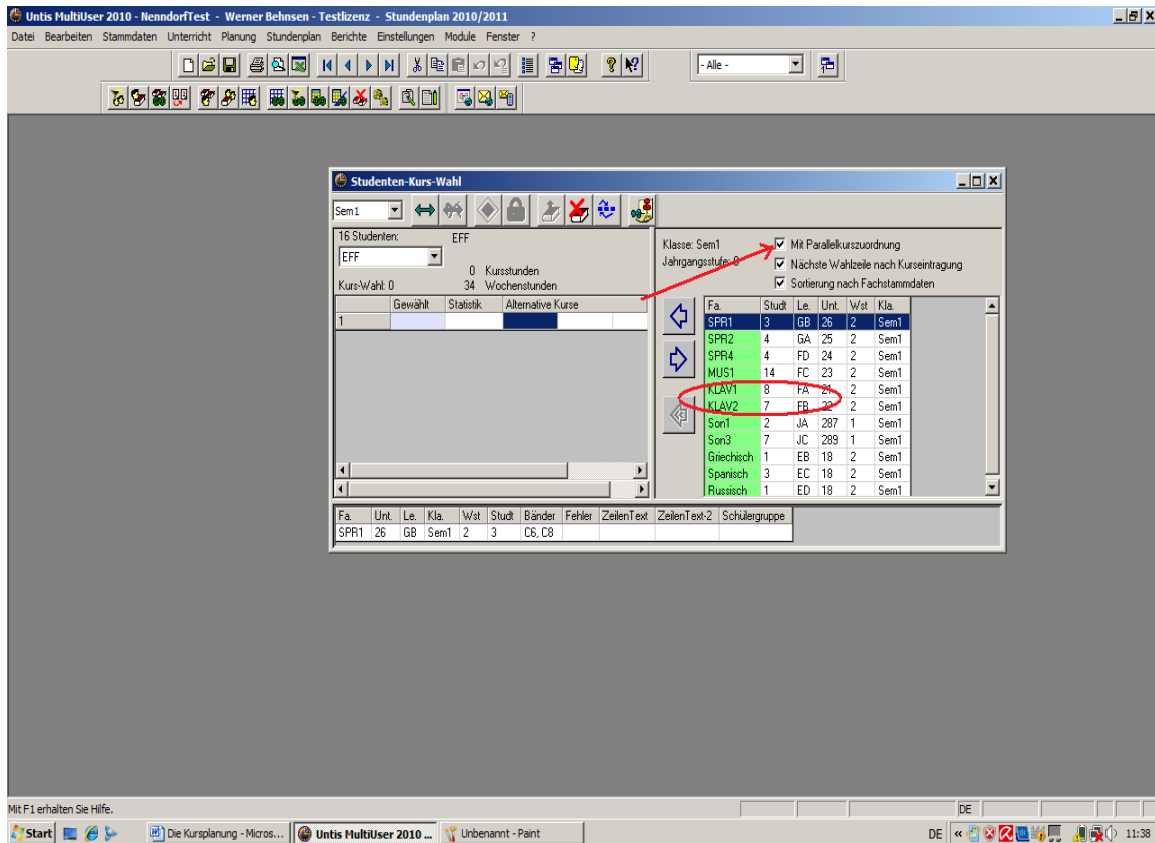 Untis MultiUser 2010 - NenndorfTest - Werner Behnsen - Testlizenz - Stundenplan 2010/2011
Datei Bearbeiten Stammdaten Unterricht Planung Stundenplan Berichte Einstellungen Module Fenster ?
- Alle -
Studenten-Kurs-Wahl
Sem1
16 Studenten: EFF
EFF
0 Kursstunden
Kurs-Wahl: 0 34 Wochenstunden
Gewählt Statistik Alternative Kurse
1
Klasse: Sem1
Jahrgangsstufe: 0
Mit Parallelkurszuordnung
Nächste Wahlzeile nach Kurseintragung
Sortierung nach Fachstammdaten
Fa. Studt Le. Unt. Wst Kla.
SPR1 3 GB 26 2 Sem1
SPR2 4 GA 25 2 Sem1
SPR4 4 FD 24 2 Sem1
MUS1 14 FC 23 2 Sem1
KLAV1 8 FA 21 2 Sem1
KLAV2 7 FB 22 2 Sem1
Son1 2 JA 287 1 Sem1
Son3 7 JC 289 1 Sem1
Griechisch 1 EB 18 2 Sem1
Spanisch 3 EC 18 2 Sem1
Russisch 1 ED 18 2 Sem1
Fa. Unt. Le. Kla. Wst Studt Bänder Fehler ZeilenText ZeilenText-2 Schülergruppe
SPR1 26 GB Sem1 2 3 C6, C8
Mit F1 erhalten Sie Hilfe. DE
Start Die Kursplanung - Micros... Untis MultiUser 2010 ... Unbenannt - Paint DE 11:38